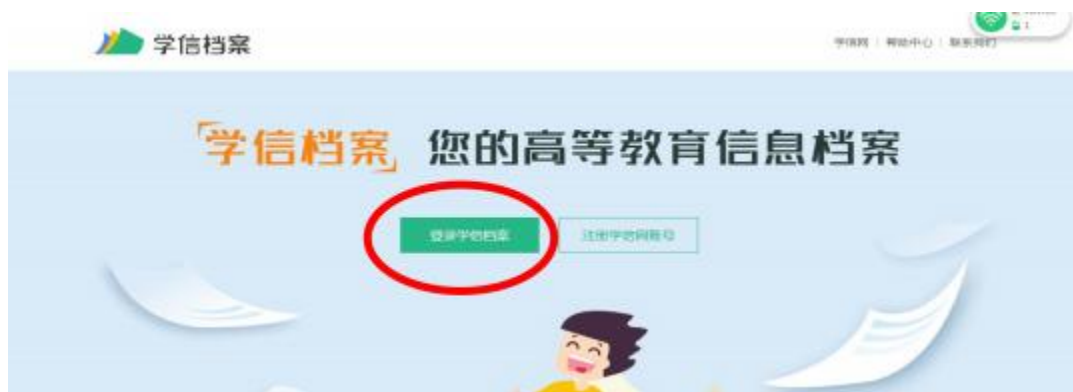 学信档案
学信网 | 帮助中心 | 联系我们
学信档案 您的高等教育信息档案
登录学信档案
注册学信网账号